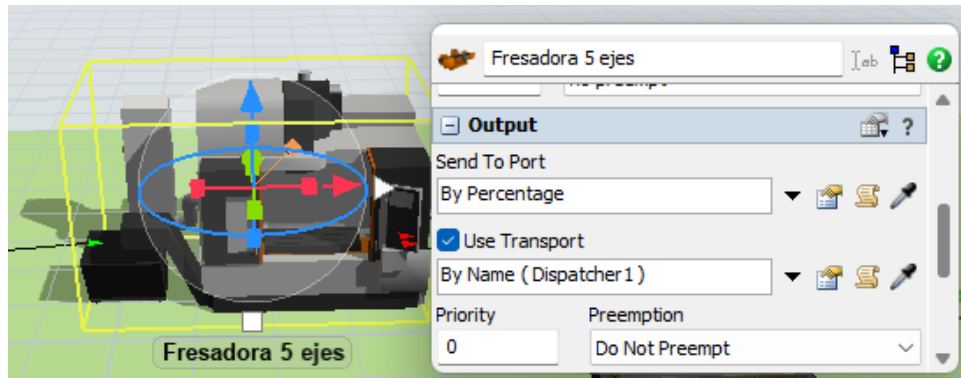 Fresadora 5 ejes
Output
?
Send To Port
By Percentage
Use Transport
By Name ( Dispatcher1 )
Priority
Preemption
0
Do Not Preempt
Fresadora 5 ejes